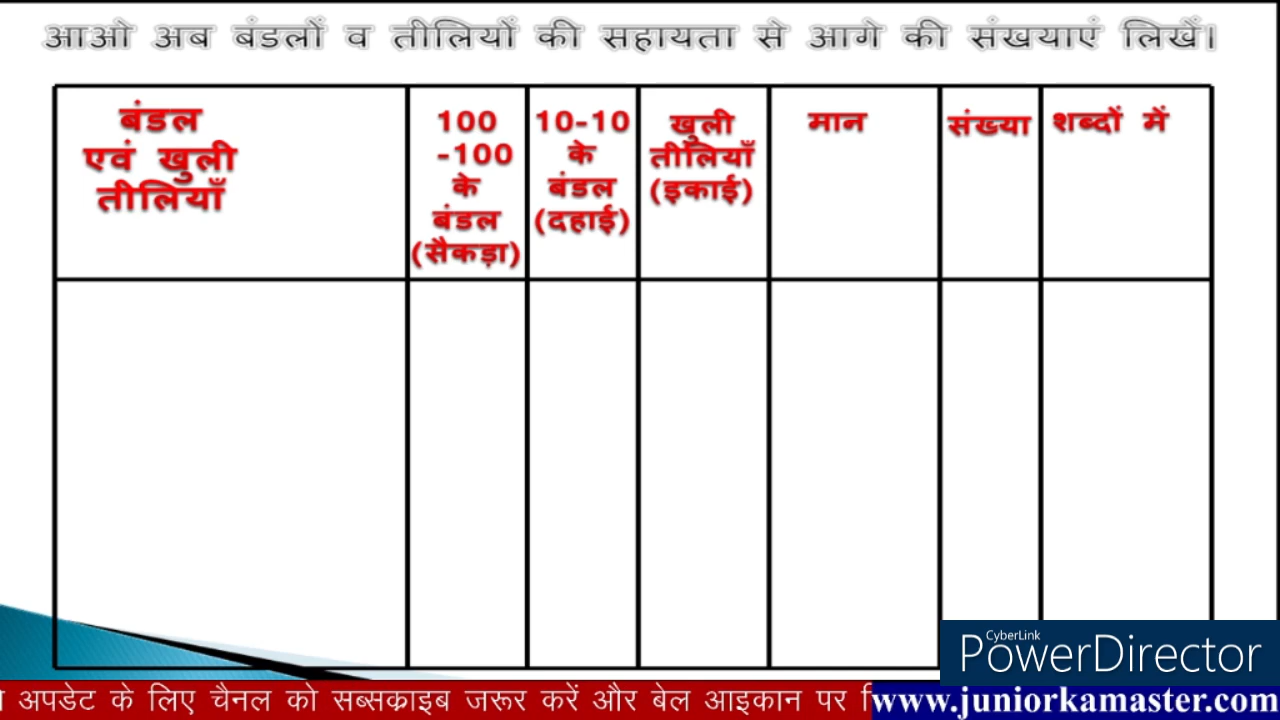 आओ अब बंडलों व तीलियों की सहायता से आगे की संखयाएं लिखें।
बंडल
एवं खुली
तीलियाँ
100
-100
के
बंडल
(सैकड़ा)
10-10
के
बंडल
(दहाई)
खुली
तीलियाँ
(इकाई)
मान
संख्या
शब्दों में
CyberLink
PowerDirector
अपडेट के लिए चैनल को सब्सक्राइब जरूर करें और बेल आइकान पर
www.juniorkamaster.com